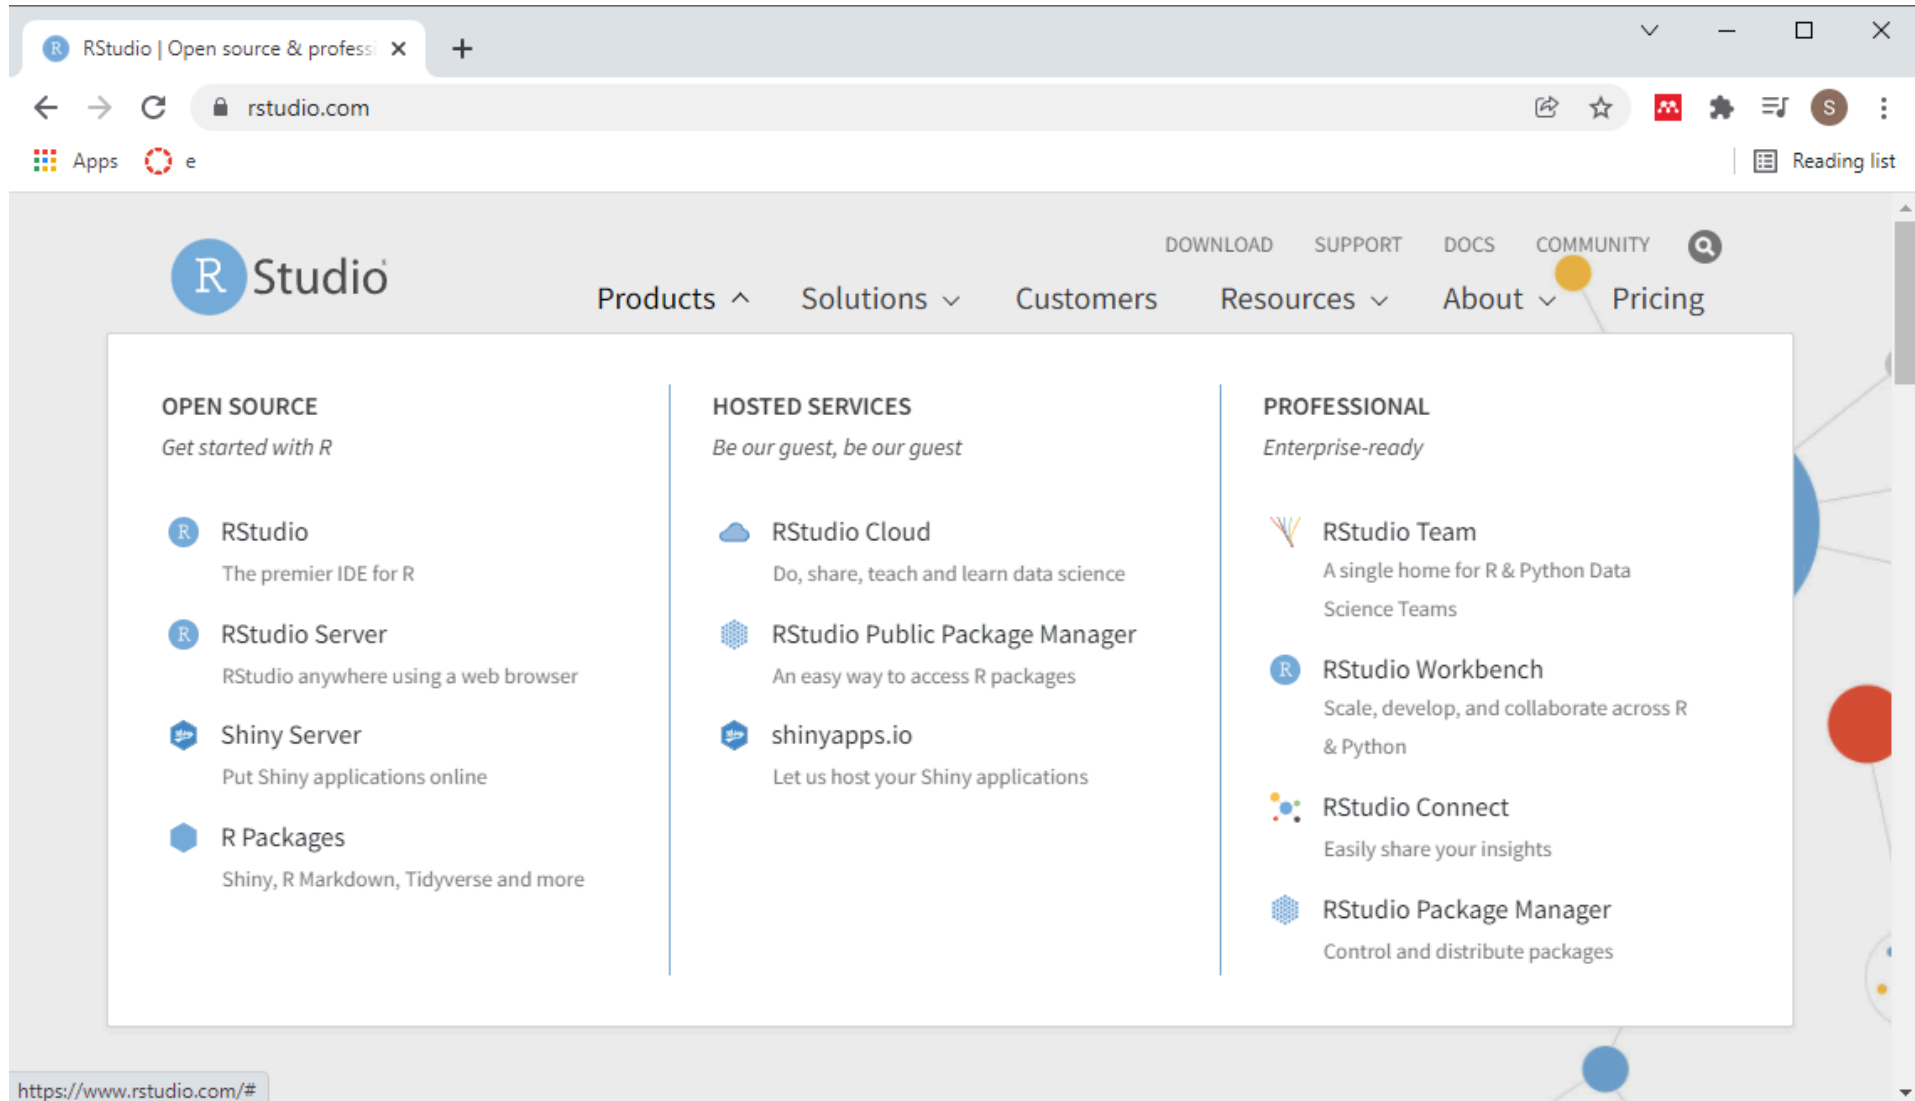 RStudio | Open source & professi
rstudio.com
S
Apps
e
Reading list
R Studio
DOWNLOAD SUPPORT DOCS COMMUNITY
Products Solutions Customers Resources About Pricing
OPEN SOURCE
Get started with R
R RStudio
The premier IDE for R
R RStudio Server
RStudio anywhere using a web browser
Shiny Server
Put Shiny applications online
R Packages
Shiny, R Markdown, Tidyverse and more
HOSTED SERVICES
Be our guest, be our guest
RStudio Cloud
Do, share, teach and learn data science
RStudio Public Package Manager
An easy way to access R packages
shinyapps.io
Let us host your Shiny applications
PROFESSIONAL
Enterprise-ready
RStudio Team
A single home for R & Python Data
Science Teams
R RStudio Workbench
Scale, develop, and collaborate across R
& Python
RStudio Connect
Easily share your insights
RStudio Package Manager
Control and distribute packages
https://www.rstudio.com/#